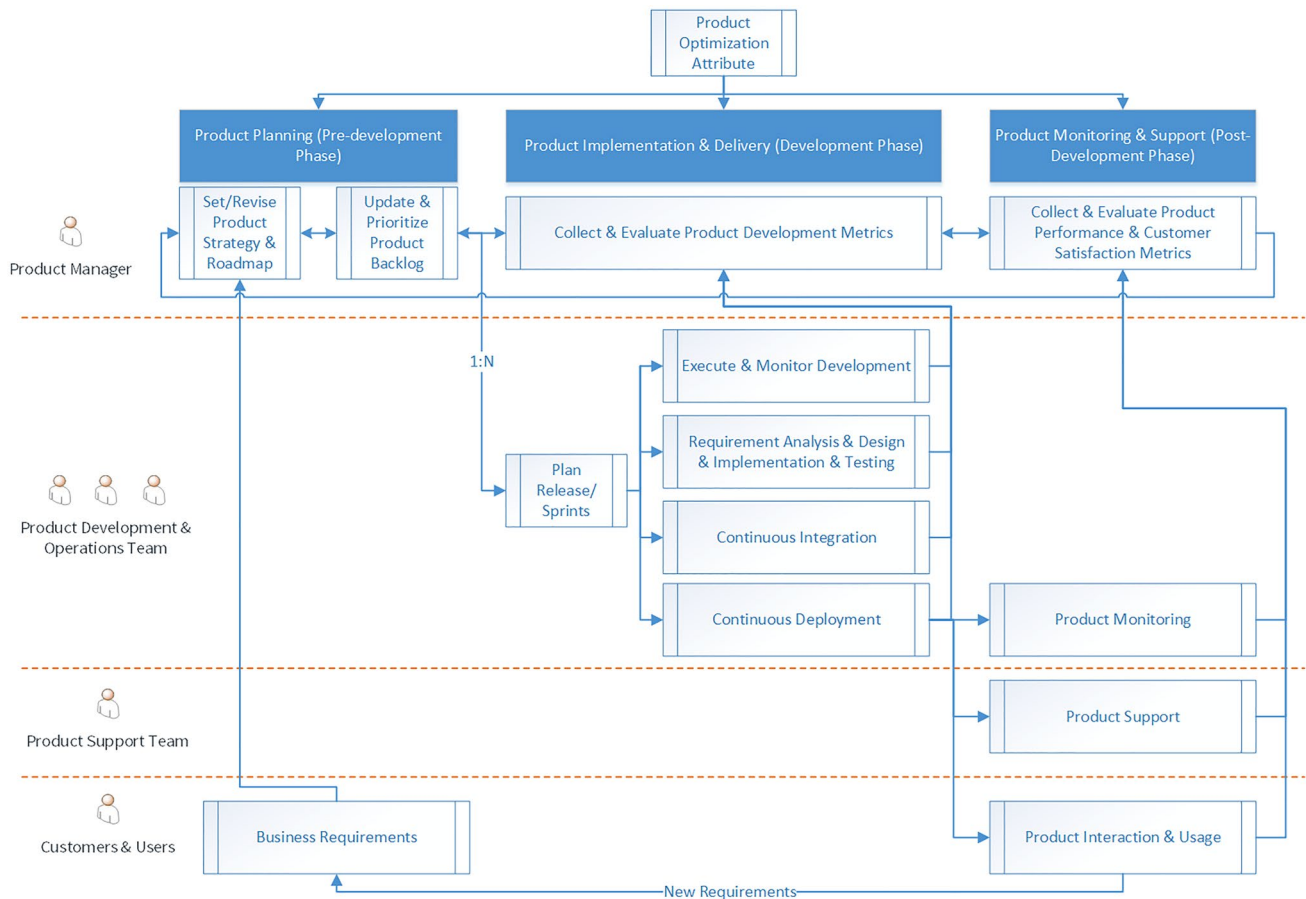 Product
Optimization
Attribute
Product Planning (Pre-development
Phase)
Product Implementation & Delivery (Development Phase)
Product Monitoring & Support (Post-
Development Phase)
Product Manager
Set/Revise
Product
Strategy &
Roadmap
Update &
Prioritize
Product
Backlog
Collect & Evaluate Product Development Metrics
Collect & Evaluate Product
Performance & Customer
Satisfaction Metrics
1:N
Product Development &
Operations Team
Plan
Release/
Sprints
Execute & Monitor Development
Requirement Analysis & Design
& Implementation & Testing
Continuous Integration
Continuous Deployment
Product Monitoring
Product Support Team
Product Support
Customers & Users
Business Requirements
Product Interaction & Usage
New Requirements